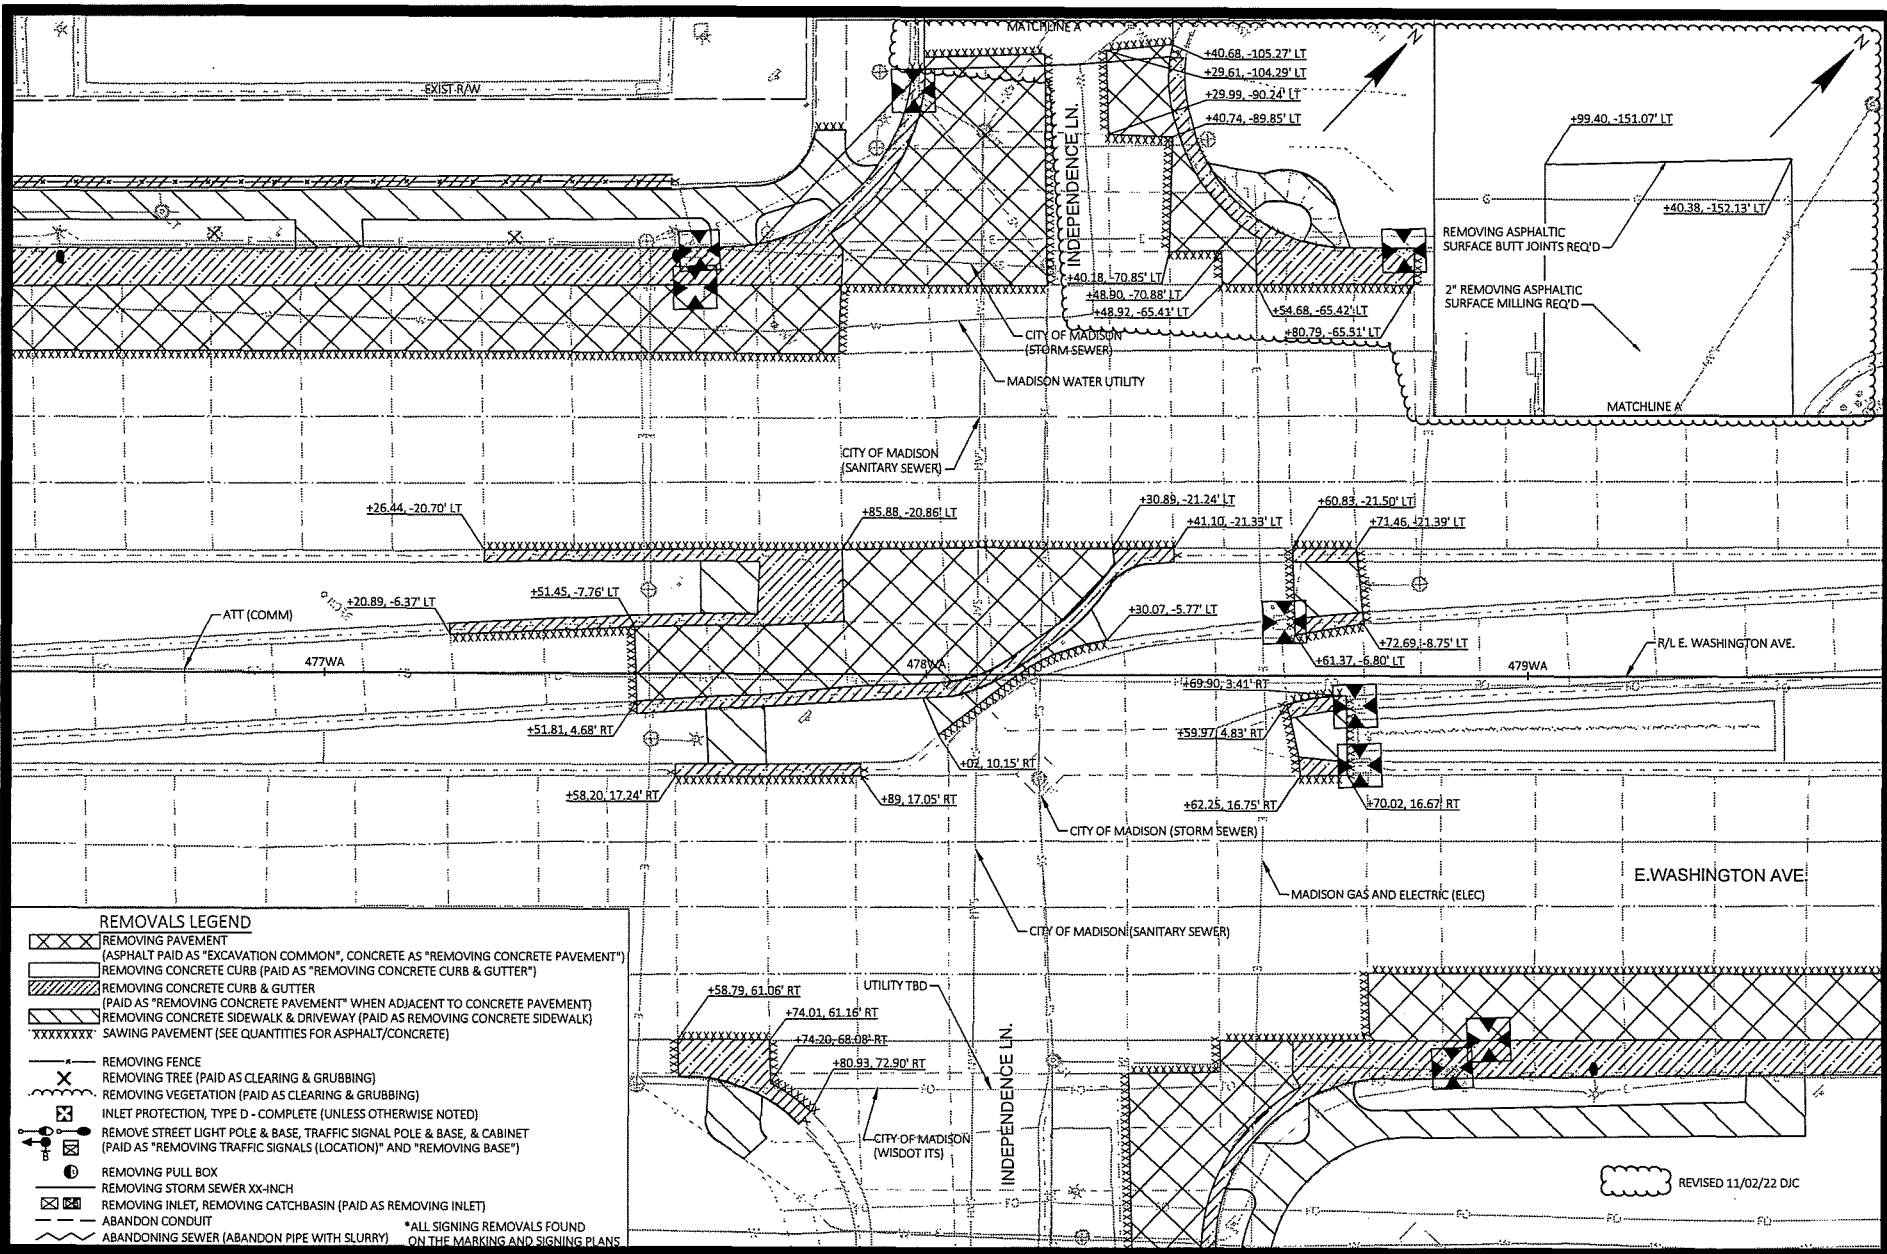 MATCHLINE A
+40.68, -105.27' LT
+29.61, -104.29' LT
+29.99, -90.24' LT
+40.74, -89.85' LT
N
N
EXIST R/W
INDEPENDENCE LN.
+99.40, -151.07' LT
+40.38, -152.13' LT
REMOVING ASPHALTIC
SURFACE BUTT JOINTS REQ'D
2" REMOVING ASPHALTIC
SURFACE MILLING REQ'D
MATCHLINE A
+40.18, -70.85' LT
+48.90, -70.88' LT
+48.92, -65.41' LT
+54.68, -65.42' LT
+80.79, -65.51' LT
CITY OF MADISON
(STORM SEWER)
MADISON WATER UTILITY
CITY OF MADISON
(SANITARY SEWER)
+26.44, -20.70' LT
+85.88, -20.86' LT
+30.89, -21.24' LT
+41.10, -21.33' LT
+60.83, -21.50' LT
+71.46, -21.39' LT
+20.89, -6.37' LT
+51.45, -7.76' LT
+30.07, -5.77' LT
ATT (COMM)
477WA
478WA
479WA
+72.69, -8.75' LT
+61.37, -6.80' LT
R/L E. WASHINGTON AVE.
+69.90, 3.41' RT
+51.81, 4.68' RT
+59.97, 4.83' RT
+02, 10.15' RT
+58.20, 17.24' RT
+89, 17.05' RT
+62.25, 16.75' RT
+70.02, 16.67' RT
CITY OF MADISON (STORM SEWER)
E.WASHINGTON AVE.
MADISON GAS AND ELECTRIC (ELEC)
CITY OF MADISON (SANITARY SEWER)
+58.79, 61.06' RT
UTILITY TBD
+74.01, 61.16' RT
+74.20, 68.08' RT
+80.93, 72.90' RT
INDEPENDENCE LN.
CITY OF MADISON
(WISDOT ITS)
REVISED 11/02/22 DJC
REMOVALS LEGEND
REMOVING PAVEMENT
(ASPHALT PAID AS "EXCAVATION COMMON", CONCRETE AS "REMOVING CONCRETE PAVEMENT")
REMOVING CONCRETE CURB (PAID AS "REMOVING CONCRETE CURB & GUTTER")
REMOVING CONCRETE CURB & GUTTER
(PAID AS "REMOVING CONCRETE PAVEMENT" WHEN ADJACENT TO CONCRETE PAVEMENT)
REMOVING CONCRETE SIDEWALK & DRIVEWAY (PAID AS REMOVING CONCRETE SIDEWALK)
SAWING PAVEMENT (SEE QUANTITIES FOR ASPHALT/CONCRETE)
REMOVING FENCE
REMOVING TREE (PAID AS CLEARING & GRUBBING)
REMOVING VEGETATION (PAID AS CLEARING & GRUBBING)
INLET PROTECTION, TYPE D - COMPLETE (UNLESS OTHERWISE NOTED)
REMOVE STREET LIGHT POLE & BASE, TRAFFIC SIGNAL POLE & BASE, & CABINET
(PAID AS "REMOVING TRAFFIC SIGNALS (LOCATION)" AND "REMOVING BASE")
REMOVING PULL BOX
REMOVING STORM SEWER XX-INCH
REMOVING INLET, REMOVING CATCHBASIN (PAID AS REMOVING INLET)
ABANDON CONDUIT
ABANDONING SEWER (ABANDON PIPE WITH SLURRY)
*ALL SIGNING REMOVALS FOUND
ON THE MARKING AND SIGNING PLANS